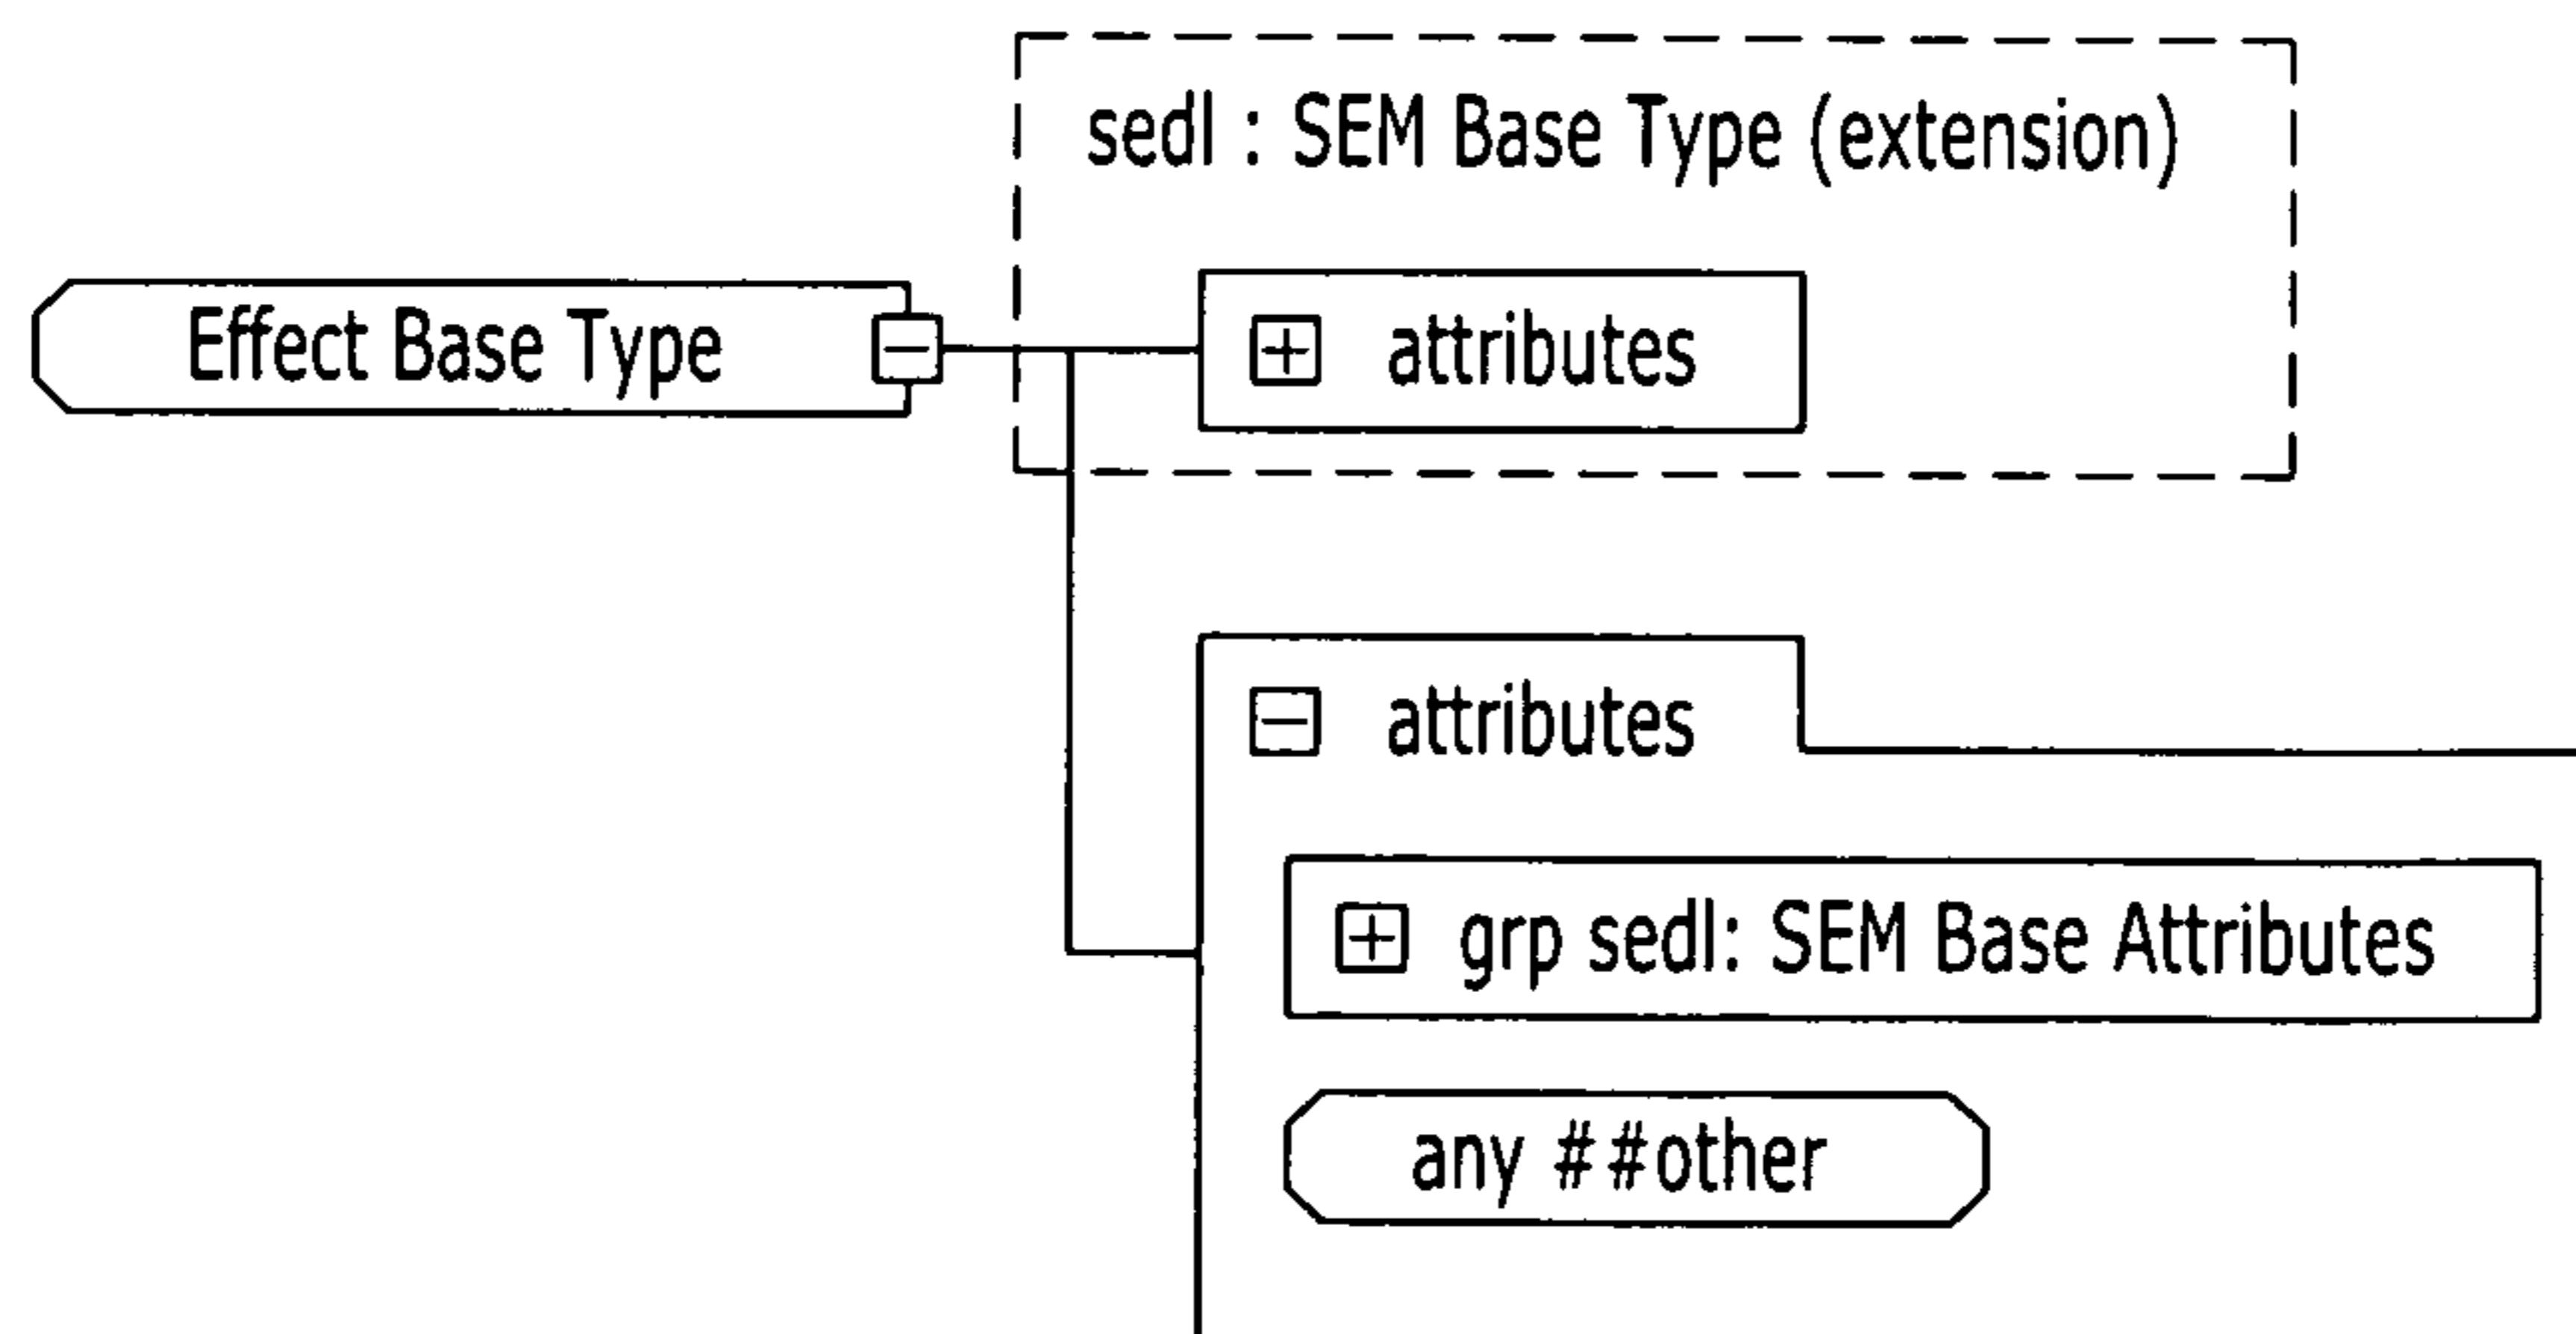 sedl : SEM Base Type (extension)
Effect Base Type
attributes
attributes
grp sedl: SEM Base Attributes
any ##other